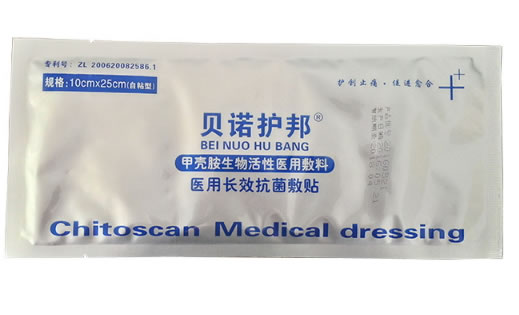 专利号: ZL 200620082586.1
规格:10cm×25cm(自粘型)
护创止痛·促进愈合
贝诺护邦®
BEI NUO HU BANG
甲壳胺生物活性医用敷料
医用长效抗菌敷贴
Chitoscan Medical dressing